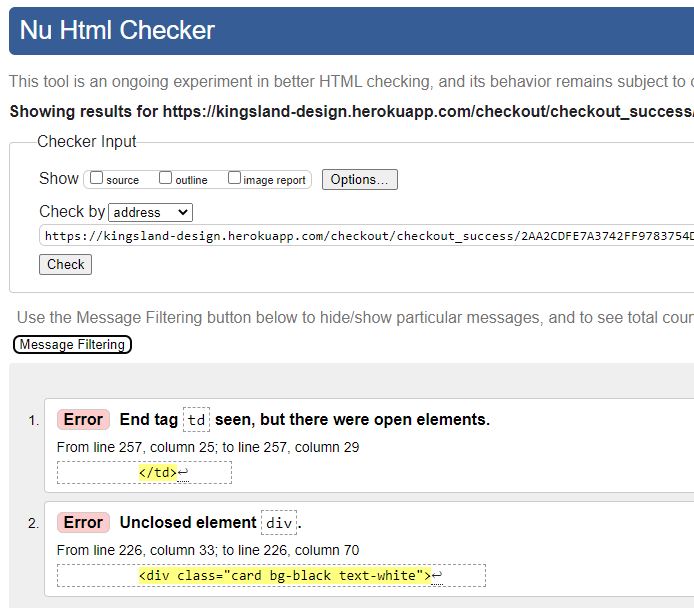 Nu Html Checker
This tool is an ongoing experiment in better HTML checking, and its behavior remains subject to
Showing results for https://kingsland-design.herokuapp.com/checkout/checkout_success/
Checker Input
Show source outline image report Options...
Check by address
https://kingsland-design.herokuapp.com/checkout/checkout_success/2AA2CDFE7A3742FF9783754D
Check
Use the Message Filtering button below to hide/show particular messages, and to see total coun
Message Filtering
1. Error End tag td seen, but there were open elements.
From line 257, column 25; to line 257, column 29
</td>↩
2. Error Unclosed element div.
From line 226, column 33; to line 226, column 70
<div class="card bg-black text-white">↩